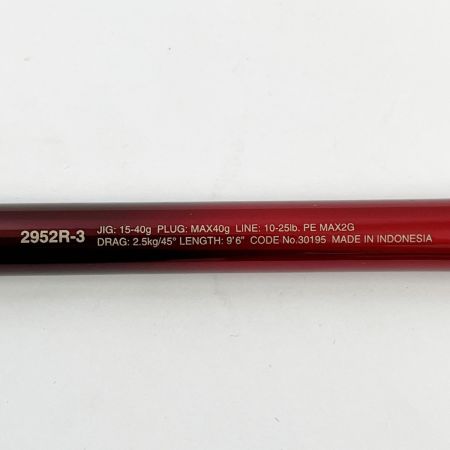 2952R-3
JIG: 15-40g PLUG: MAX40g LINE: 10-25lb. PE MAX2G
DRAG: 2.5kg/45° LENGTH: 9'6" CODE No.30195 MADE IN INDONESIA